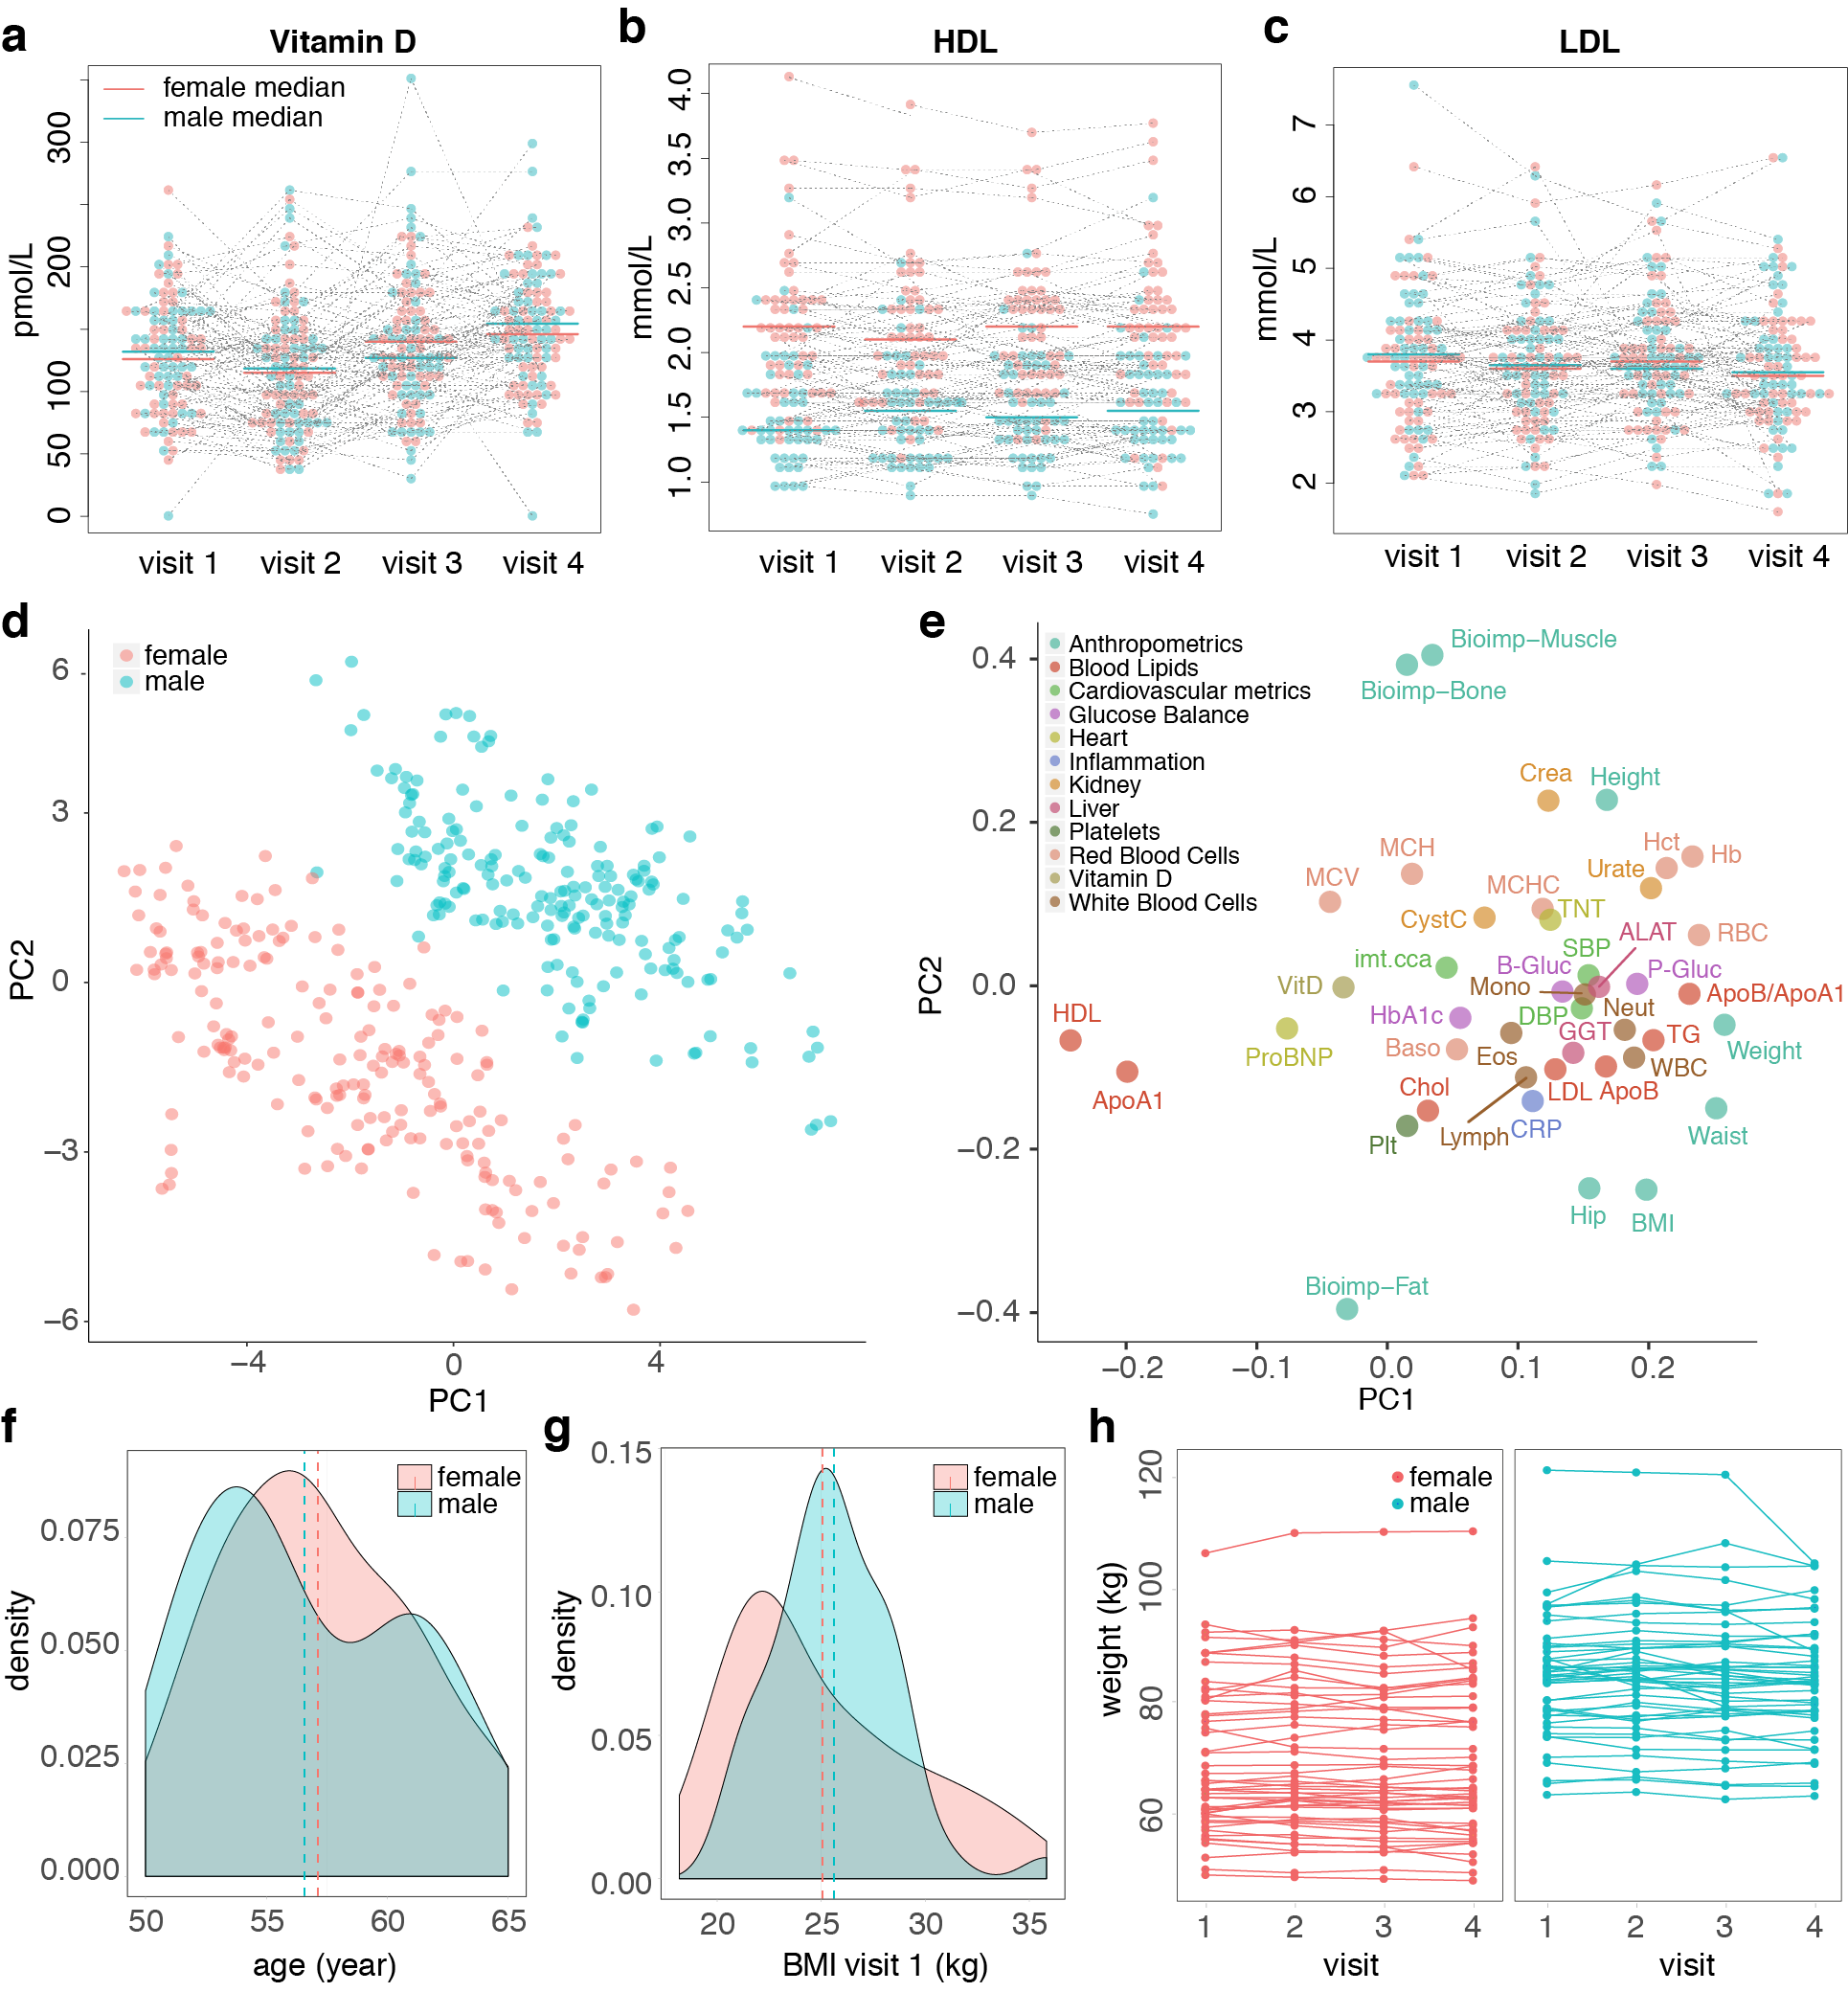 a
Vitamin D
female median
male median
pmol/L
300
200
100
50
0
visit 1 visit 2 visit 3 visit 4
b
HDL
mmol/L
4.0
3.5
3.0
2.5
2.0
1.5
1.0
visit 1 visit 2 visit 3 visit 4
c
LDL
mmol/L
7
6
5
4
3
2
visit 1 visit 2 visit 3 visit 4
d
female
male
PC2
6
3
0
−3
−6
−4 0 4
PC1
e
Anthropometrics
Blood Lipids
Cardiovascular metrics
Glucose Balance
Heart
Inflammation
Kidney
Liver
Platelets
Red Blood Cells
Vitamin D
White Blood Cells
PC2
0.4
0.2
0.0
−0.2
−0.4
Bioimp−Muscle
Bioimp−Bone
Crea
Height
MCH
Hct
Hb
MCV
MCHC
Urate
CystC
TNT
ALAT
RBC
imt.cca
SBP
B-Gluc
P-Gluc
VitD
Mono
ApoB/ApoA1
HDL
HbA1c
DBP
Neut
ProBNP
Baso
Eos
GGT
TG
Weight
WBC
ApoA1
Chol
LDL
ApoB
Plt
Lymph
CRP
Waist
Hip
BMI
Bioimp−Fat
−0.2 −0.1 0.0 0.1 0.2
PC1
f
female
male
density
0.075
0.050
0.025
0.000
50 55 60 65
age (year)
g
female
male
density
0.15
0.10
0.05
0.00
20 25 30 35
BMI visit 1 (kg)
h
female
male
weight (kg)
120
100
80
60
1 2 3 4
visit
1 2 3 4
visit